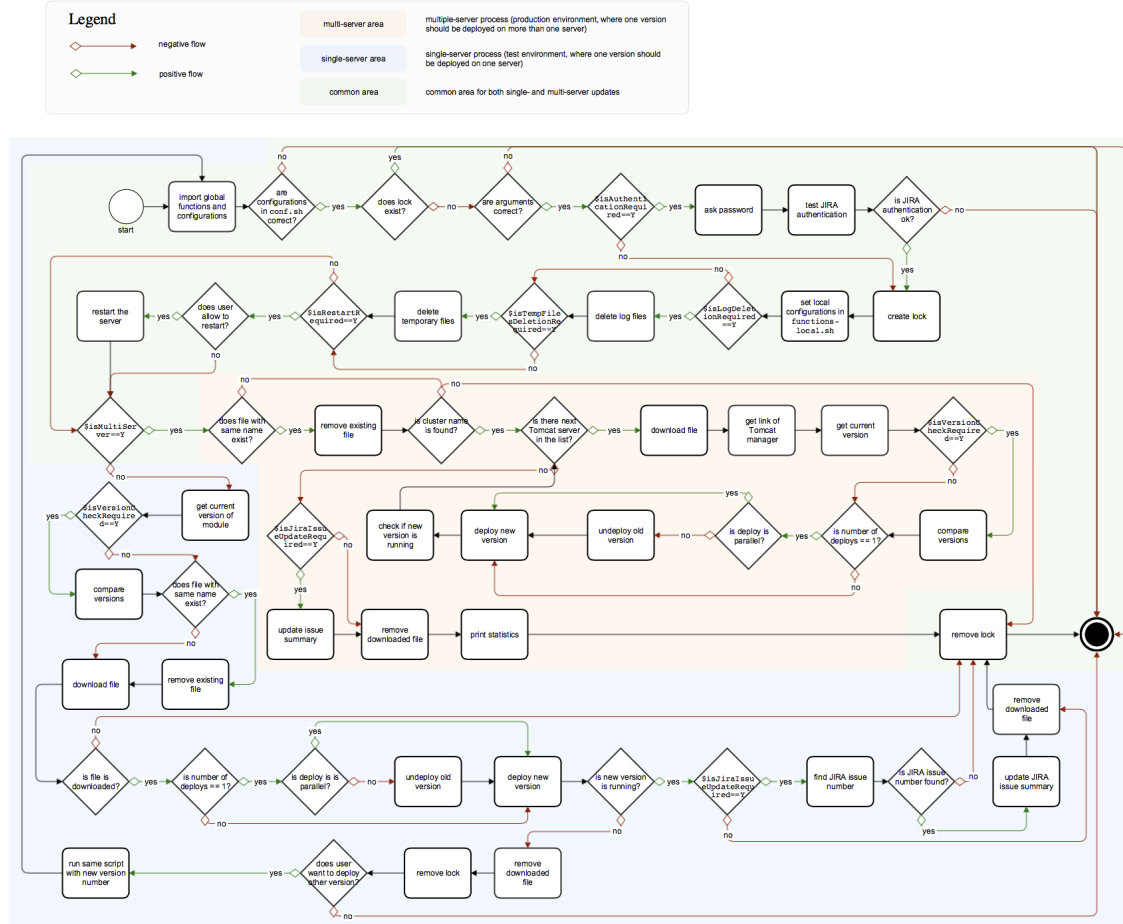 Legend
negative flow
positive flow
multi-server area
multiple-server process (production environment, where one version
should be deployed on more than one server)
single-server area
single-server process (test environment, where one version should
be deployed on one server)
common area
common area for both single- and multi-server updates
no
yes
no
start
import global
functions and
configurations
are
configurations
in conf.sh
correct?
yes
does lock
exist?
no
are arguments
correct?
yes
$isAuthenti
cationRequi
red==Y
yes
ask password
test JIRA
authentication
is JIRA
authentication
ok?
no
no
yes
no
no
restart the
server
yes
does user
allow to
restart?
yes
$isRestartR
equired==Y
delete
temporary files
$isTempFile
sDeletionRe
quired==Y
yes
delete log files
yes
$isLogDelet
ionRequired
==Y
set local
configurations in
functions-
local.sh
create lock
no
no
no
no
$isMultiSer
ver==Y
yes
does file with
same name
exist?
yes
remove existing
file
is cluster name
is found?
yes
is there next
Tomcat server
in the list?
yes
download file
get link of
Tomcat
manager
get current
version
$isVersionC
heckRequire
d==Y
yes
no
no
no
yes
$isVersionC
heckRequire
d==Y
yes
get current
version of
module
$isJiraIssu
eUpdateRequ
ired==Y
no
check if new
version is
running
deploy new
version
undeploy old
version
no
is deploy is
parallel?
yes
is number of
deploys == 1?
compare
versions
no
yes
no
compare
versions
does file with
same name
exist?
yes
update issue
summary
remove
downloaded file
print statistics
remove lock
no
download file
remove existing
file
remove
downloaded
file
no
yes
is file is
downloaded?
yes
is number of
deploys == 1?
yes
is deploy is is
parallel?
no
undeploy old
version
deploy new
version
is new version
is running?
yes
$isJiraIssu
eUpdateRequ
ired==Y
yes
find JIRA issue
number
is JIRA issue
number found?
no
update JIRA
issue summary
no
no
no
yes
run same script
with new version
number
yes
does user
want to deploy
other version?
remove lock
remove
downloaded
file
no